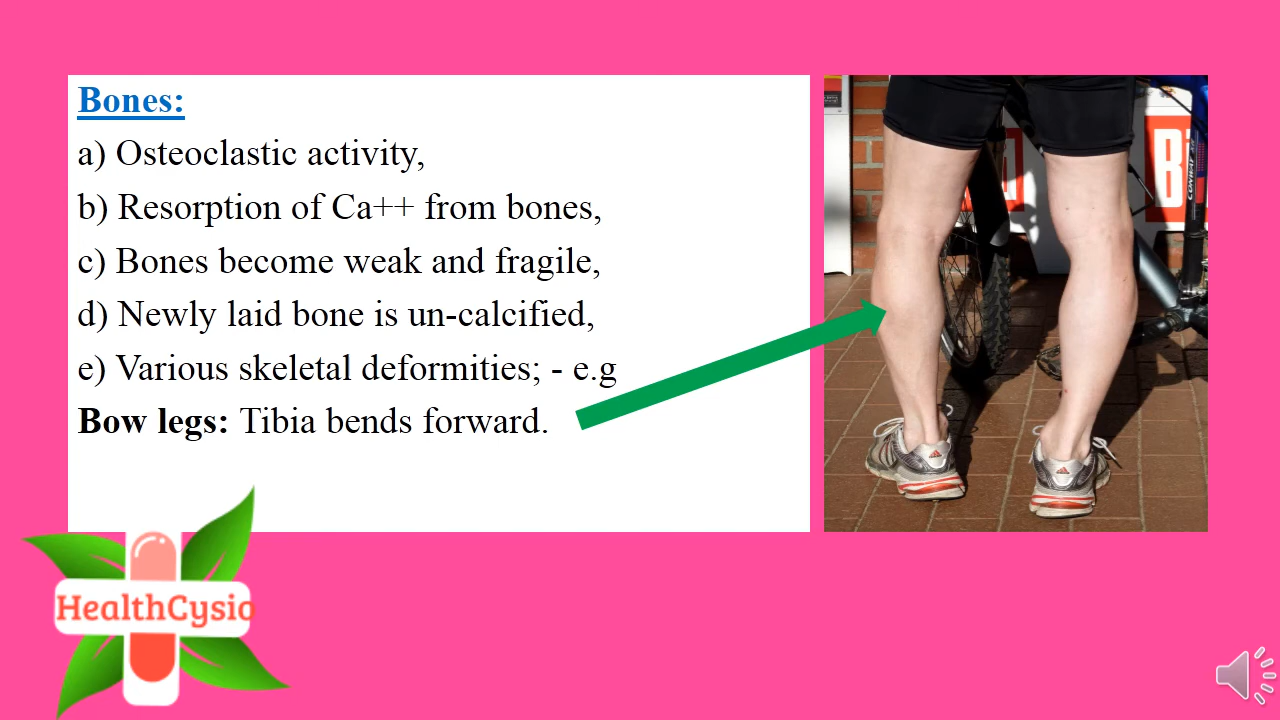 Bones:
a) Osteoclastic activity,
b) Resorption of Ca++ from bones,
c) Bones become weak and fragile,
d) Newly laid bone is un-calcified,
e) Various skeletal deformities; - e.g
Bow legs: Tibia bends forward.
HealthCysio